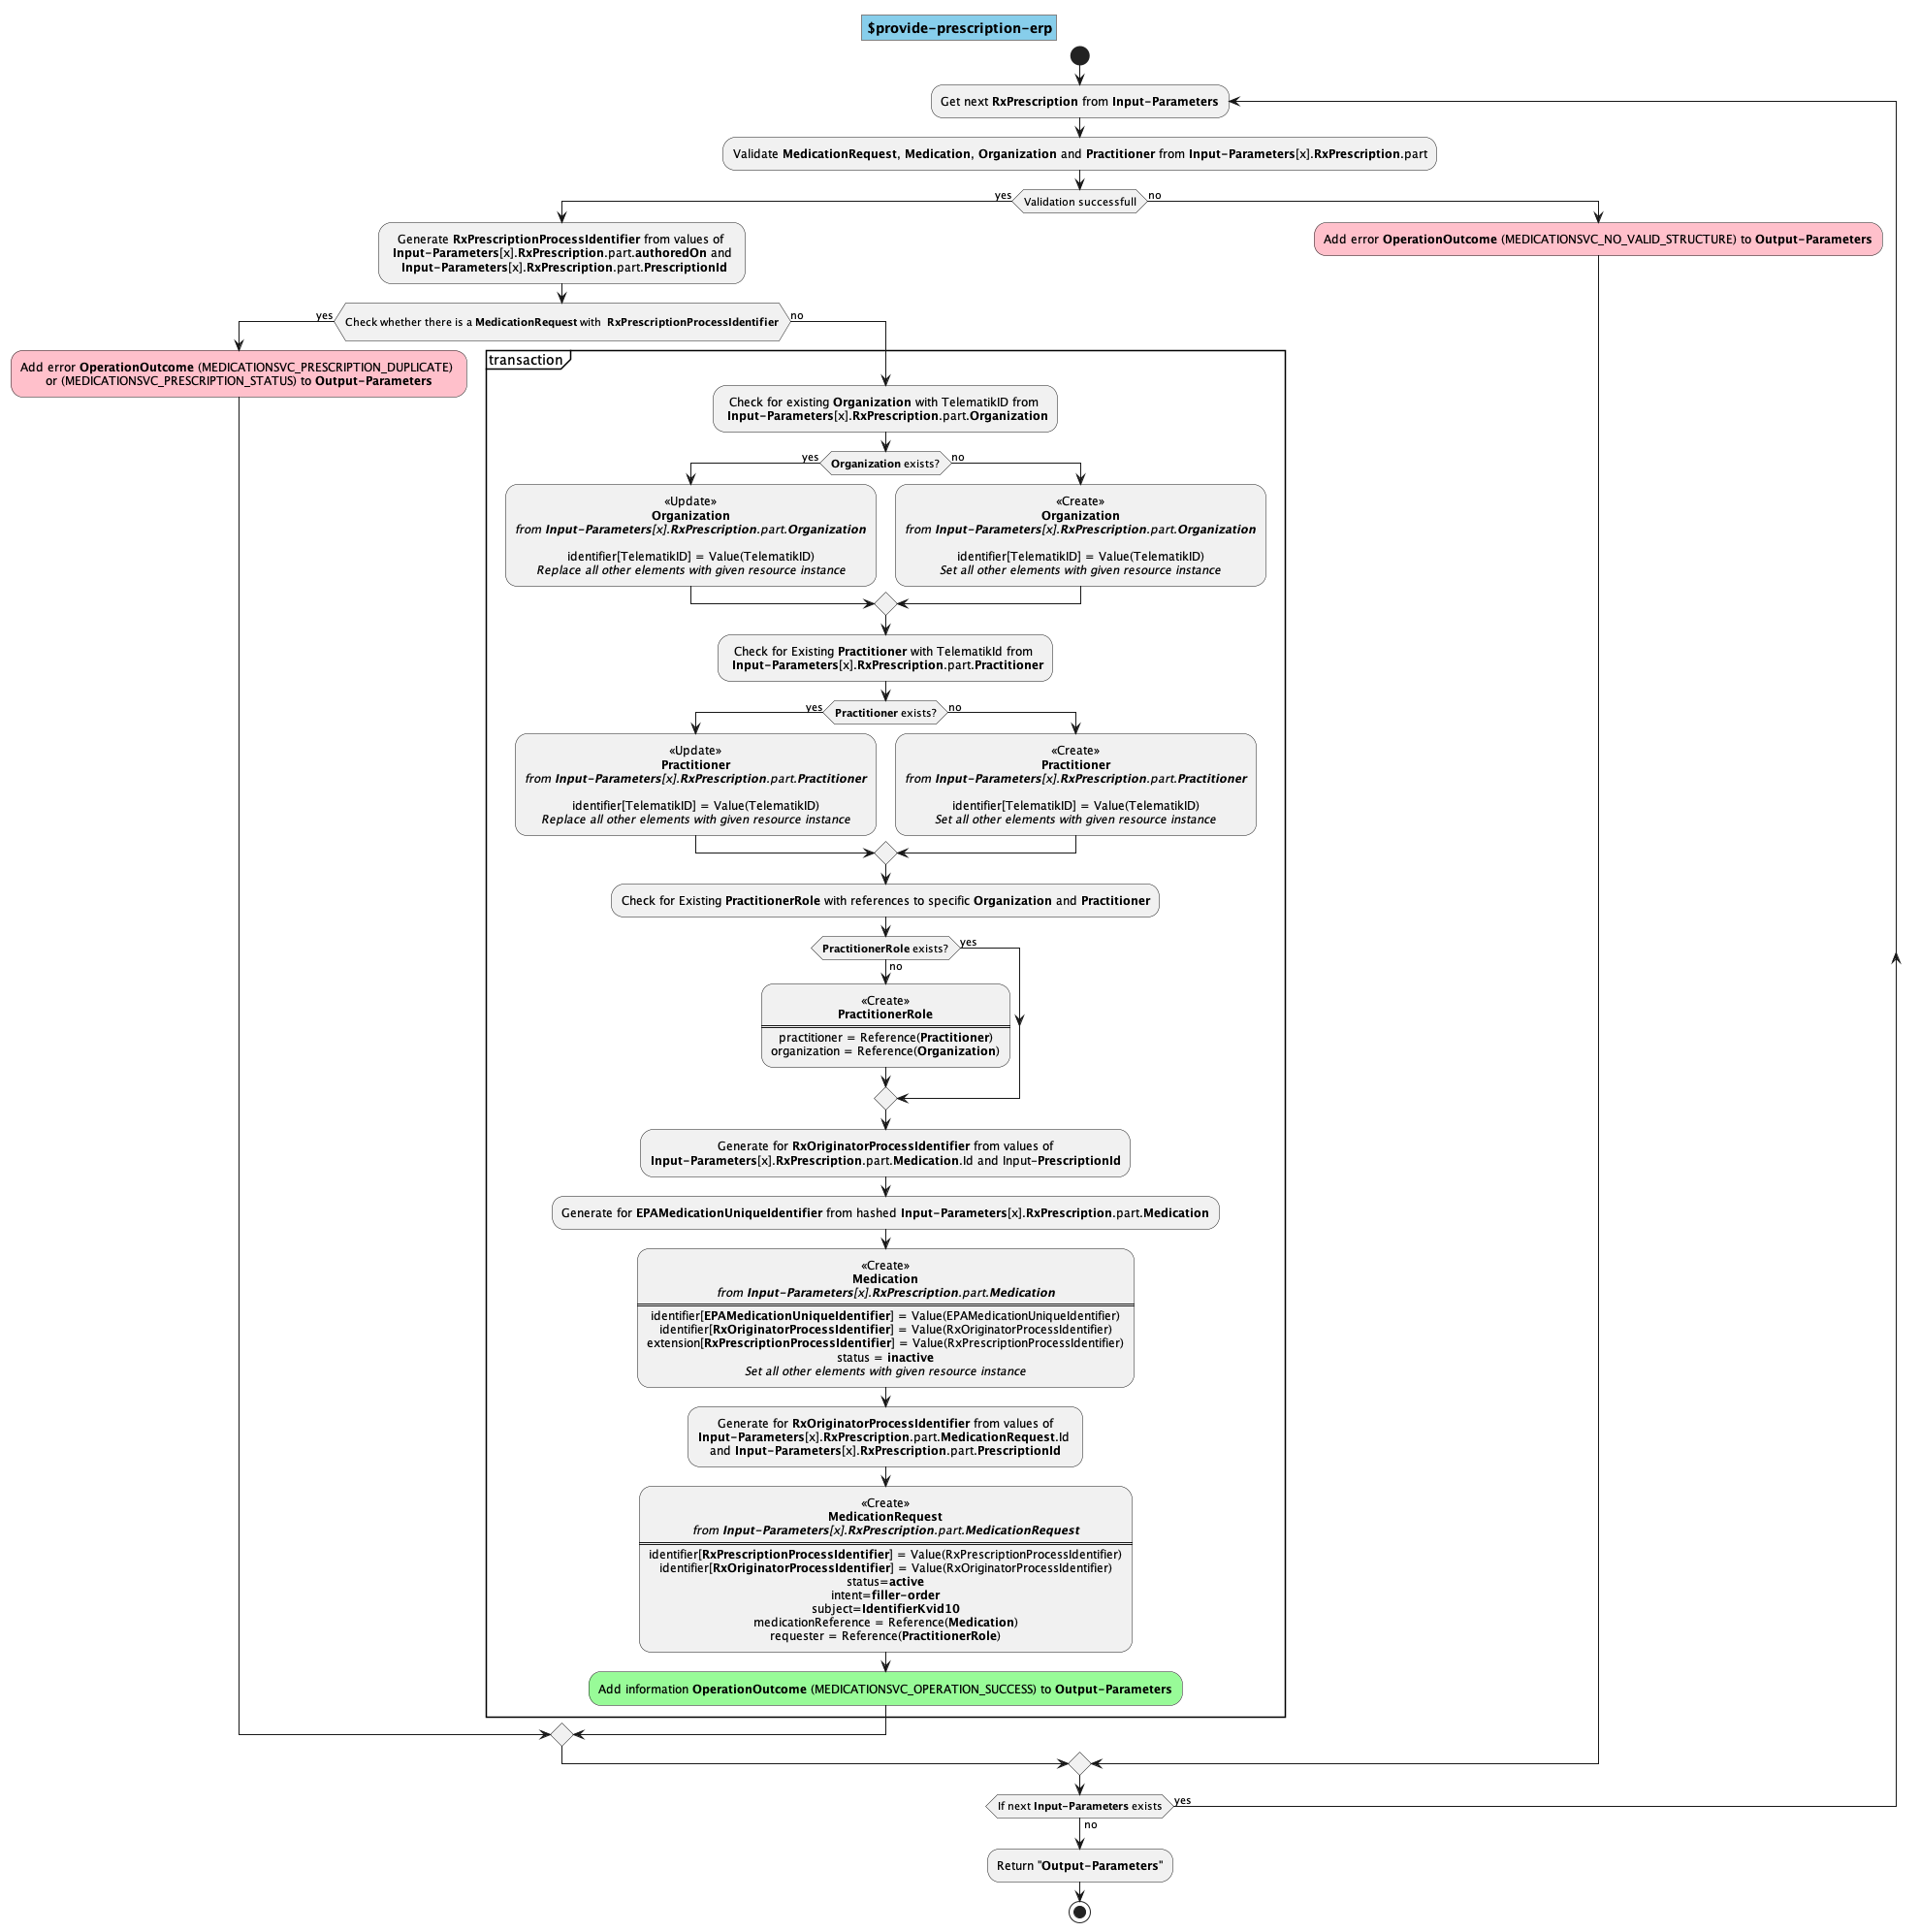 $provide-prescription-erp
Get next RxPrescription from Input-Parameters
Validate MedicationRequest, Medication, Organization and Practitioner from Input-Parameters[x].RxPrescription.part
yes
Validation successfull
no
Generate RxPrescriptionProcessIdentifier from values of
Input-Parameters[x].RxPrescription.part.authoredOn and
Input-Parameters[x].RxPrescription.part.PrescriptionId
Add error OperationOutcome (MEDICATIONSVC_NO_VALID_STRUCTURE) to Output-Parameters
yes
Check whether there is a MedicationRequest with RxPrescriptionProcessIdentifier
no
Add error OperationOutcome (MEDICATIONSVC_PRESCRIPTION_DUPLICATE)
or (MEDICATIONSVC_PRESCRIPTION_STATUS) to Output-Parameters
transaction
Check for existing Organization with TelematikID from
Input-Parameters[x].RxPrescription.part.Organization
yes
Organization exists?
no
«Update»
Organization
from Input-Parameters[x].RxPrescription.part.Organization
identifier[TelematikID] = Value(TelematikID)
Replace all other elements with given resource instance
«Create»
Organization
from Input-Parameters[x].RxPrescription.part.Organization
identifier[TelematikID] = Value(TelematikID)
Set all other elements with given resource instance
Check for Existing Practitioner with TelematikId from
Input-Parameters[x].RxPrescription.part.Practitioner
yes
Practitioner exists?
no
«Update»
Practitioner
from Input-Parameters[x].RxPrescription.part.Practitioner
identifier[TelematikID] = Value(TelematikID)
Replace all other elements with given resource instance
«Create»
Practitioner
from Input-Parameters[x].RxPrescription.part.Practitioner
identifier[TelematikID] = Value(TelematikID)
Set all other elements with given resource instance
Check for Existing PractitionerRole with references to specific Organization and Practitioner
PractitionerRole exists?
yes
no
«Create»
PractitionerRole
practitioner = Reference(Practitioner)
organization = Reference(Organization)
Generate for RxOriginatorProcessIdentifier from values of
Input-Parameters[x].RxPrescription.part.Medication.Id and Input-PrescriptionId
Generate for EPAMedicationUniqueIdentifier from hashed Input-Parameters[x].RxPrescription.part.Medication
«Create»
Medication
from Input-Parameters[x].RxPrescription.part.Medication
identifier[EPAMedicationUniqueIdentifier] = Value(EPAMedicationUniqueIdentifier)
identifier[RxOriginatorProcessIdentifier] = Value(RxOriginatorProcessIdentifier)
extension[RxPrescriptionProcessIdentifier] = Value(RxPrescriptionProcessIdentifier)
status = inactive
Set all other elements with given resource instance
Generate for RxOriginatorProcessIdentifier from values of
Input-Parameters[x].RxPrescription.part.MedicationRequest.Id
and Input-Parameters[x].RxPrescription.part.PrescriptionId
«Create»
MedicationRequest
from Input-Parameters[x].RxPrescription.part.MedicationRequest
identifier[RxPrescriptionProcessIdentifier] = Value(RxPrescriptionProcessIdentifier)
identifier[RxOriginatorProcessIdentifier] = Value(RxOriginatorProcessIdentifier)
status=active
intent=filler-order
subject=IdentifierKvid10
medicationReference = Reference(Medication)
requester = Reference(PractitionerRole)
Add information OperationOutcome (MEDICATIONSVC_OPERATION_SUCCESS) to Output-Parameters
If next Input-Parameters exists
yes
no
Return "Output-Parameters"